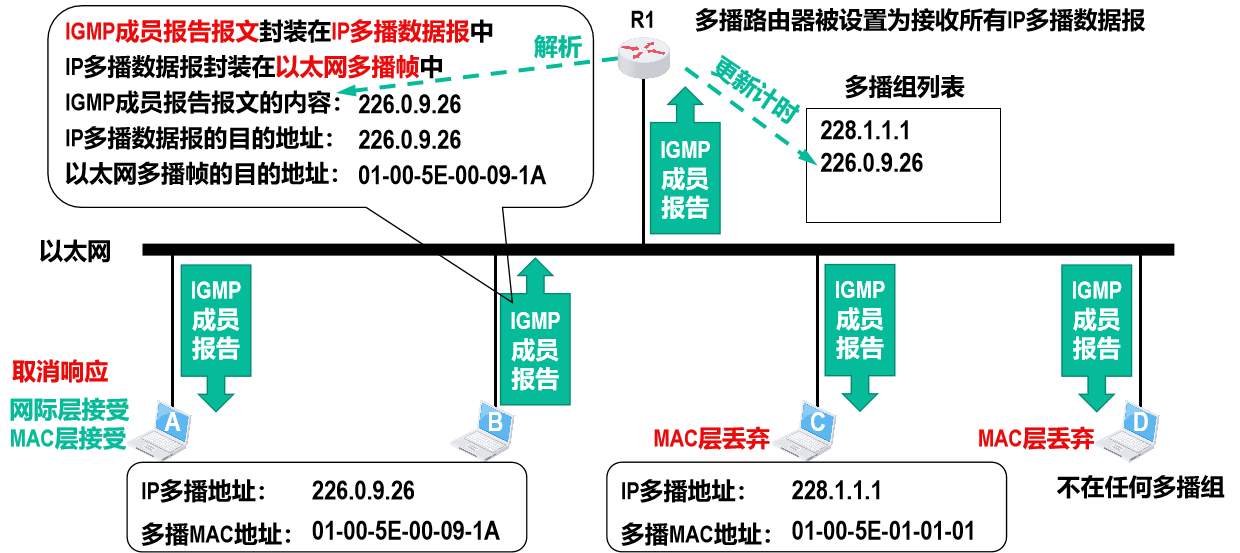 IGMP成员报告报文封装在IP多播数据报中
IP多播数据报封装在以太网多播帧中
IGMP成员报告报文的内容： 226.0.9.26
IP多播数据报的目的地址： 226.0.9.26
以太网多播帧的目的地址： 01-00-5E-00-09-1A
解析
R1
多播路由器被设置为接收所有IP多播数据报
更新计时
多播组列表
228.1.1.1
226.0.9.26
IGMP
成员
报告
以太网
IGMP
成员
报告
IGMP
成员
报告
IGMP
成员
报告
IGMP
成员
报告
取消响应
网际层接受
MAC层接受
A
B
MAC层丢弃
C
MAC层丢弃
D
IP多播地址： 226.0.9.26
多播MAC地址： 01-00-5E-00-09-1A
IP多播地址： 228.1.1.1
多播MAC地址： 01-00-5E-01-01-01
不在任何多播组